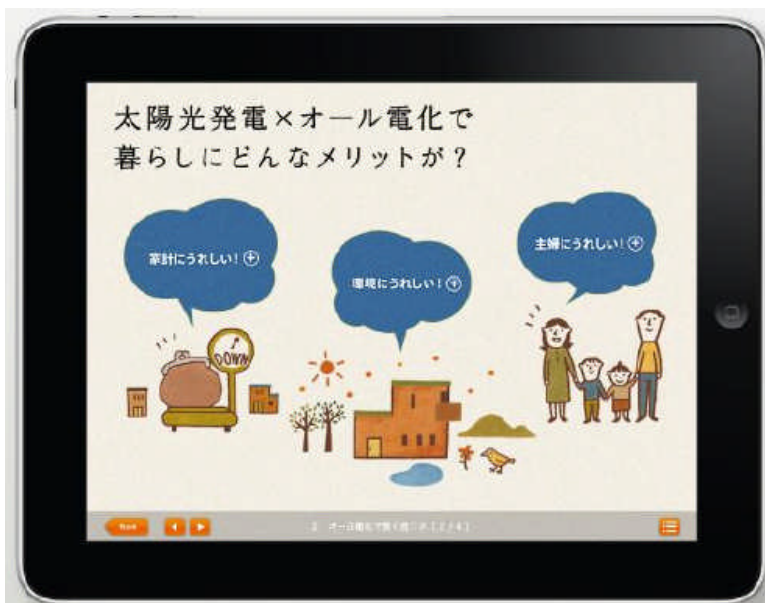 太陽光発電×オール電化で
暮らしにどんなメリットが？
家計にうれしい！
環境にうれしい！
主婦にうれしい！
DOWN